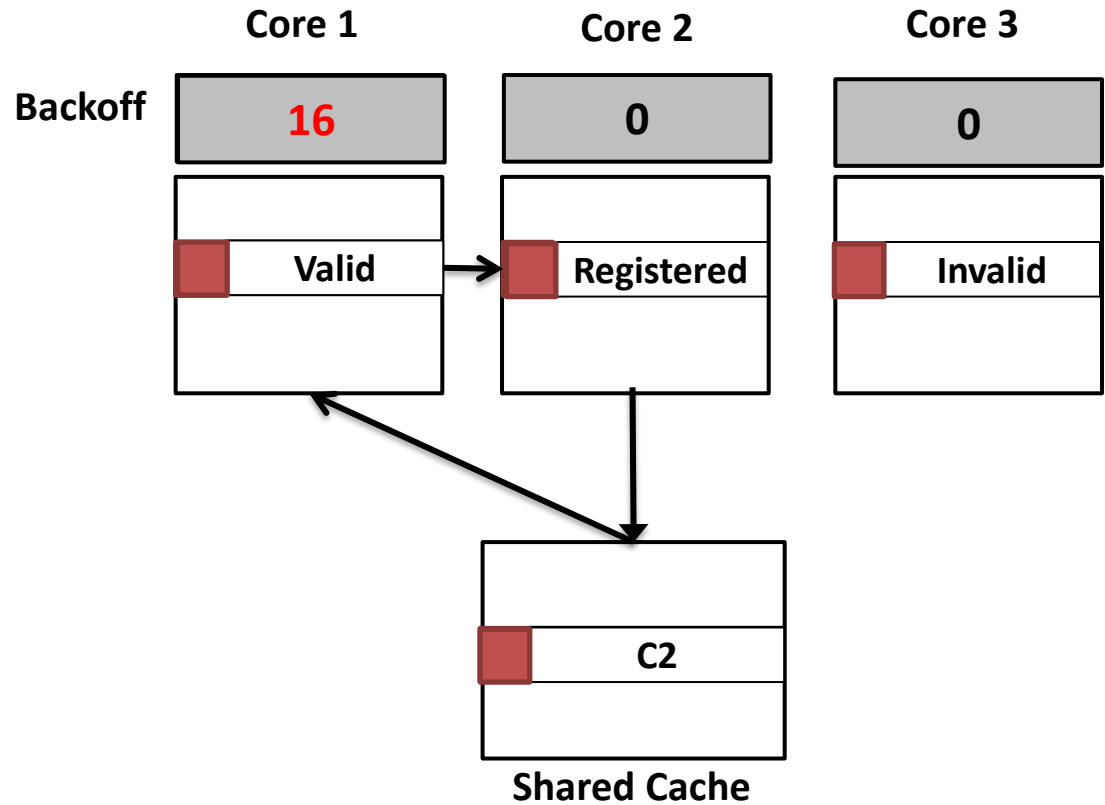 Core 1
Core 2
Core 3
Backoff
16
0
0
Valid
Registered
Invalid
C2
Shared Cache